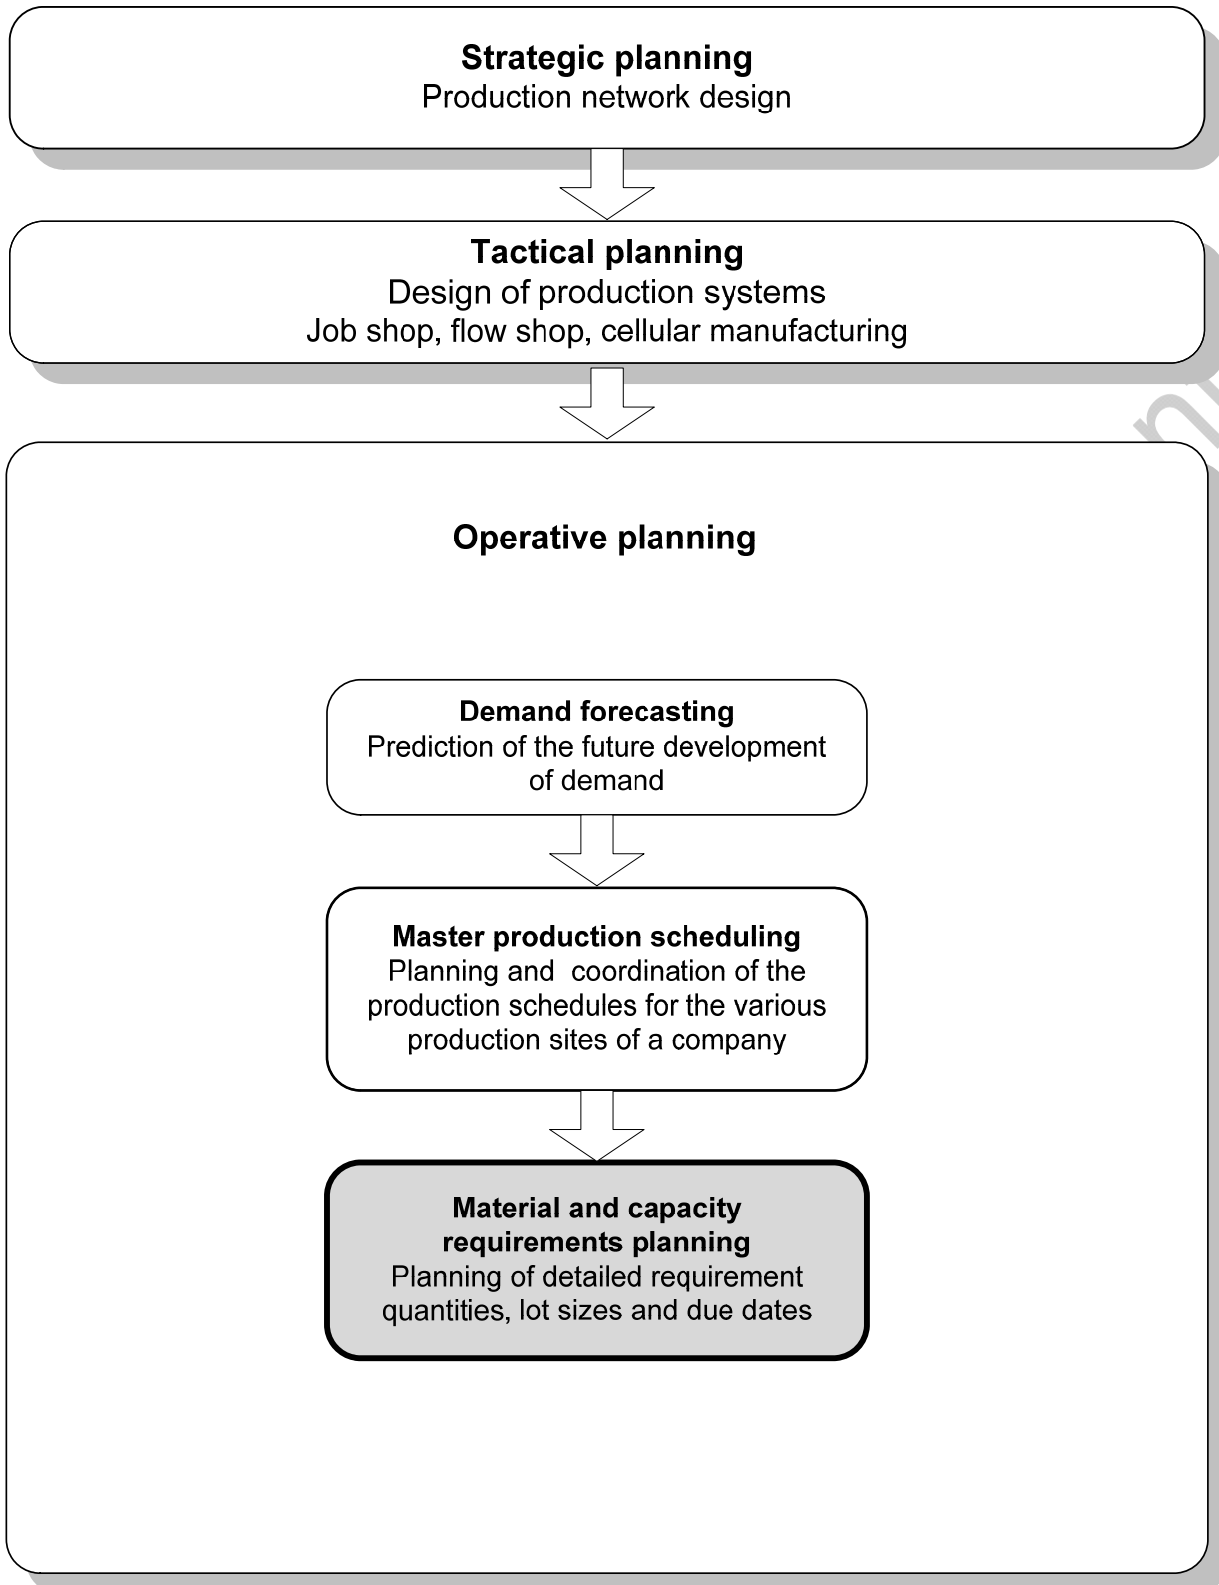 Strategic planning
Production network design
Tactical planning
Design of production systems
Job shop, flow shop, cellular manufacturing
Operative planning
Demand forecasting
Prediction of the future development
of demand
Master production scheduling
Planning and coordination of the
production schedules for the various
production sites of a company
Material and capacity
requirements planning
Planning of detailed requirement
quantities, lot sizes and due dates